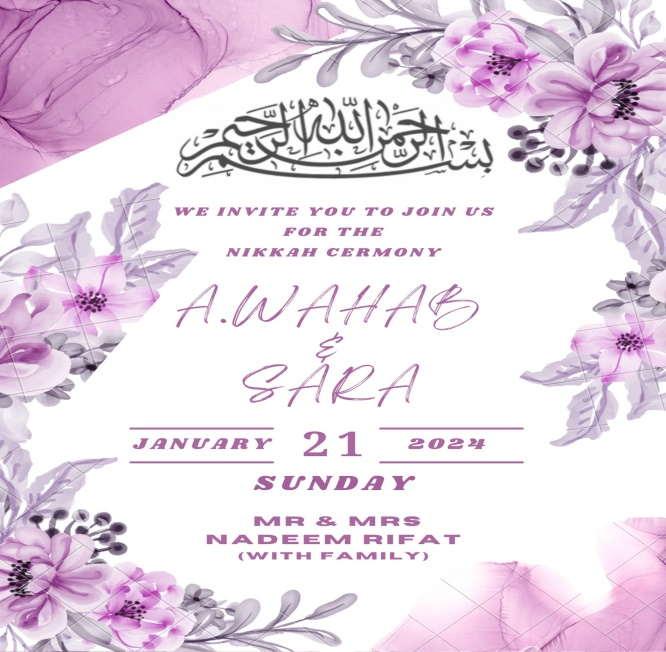 بسم الله الرحمن الرحيم
WE INVITE YOU TO JOIN US
FOR THE
NIKKAH CERMONY
A.WAHAB
&
SARA
JANUARY 21 2024
SUNDAY
MR & MRS
NADEEM RIFAT
(WITH FAMILY)